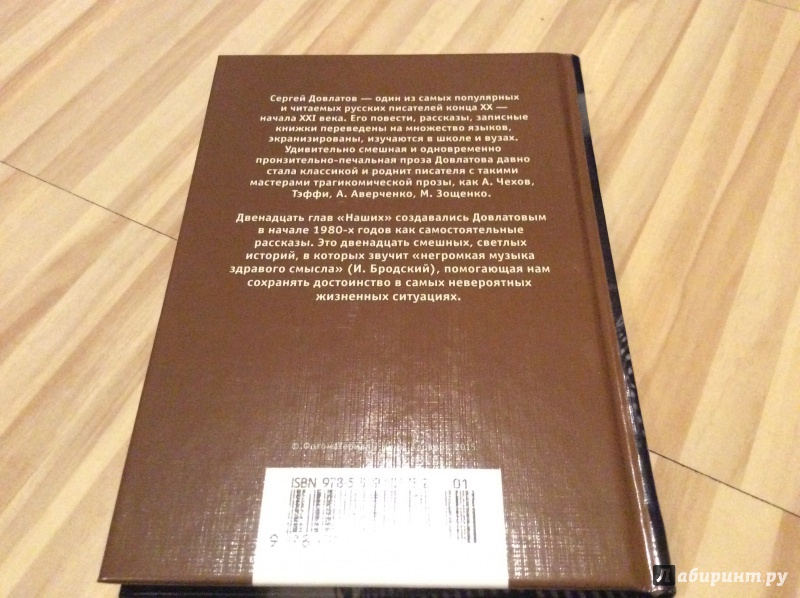 Сергей Довлатов — один из самых популярных
и читаемых русских писателей конца XX —
начала XXI века. Его повести, рассказы, записные
книжки переведены на множество языков,
экранизированы, изучаются в школе и вузах.
Удивительно смешная и одновременно
пронзительно-печальная проза Довлатова давно
стала классикой и роднит писателя с такими
мастерами трагикомической прозы, как А. Чехов,
Тэффи, А. Аверченко, М. Зощенко.
Двенадцать глав «Наших» создавались Довлатовым
в начале 1980-х годов как самостоятельные
рассказы. Это двенадцать смешных, светлых
историй, в которых звучит «негромкая музыка
здравого смысла» (И. Бродский), помогающая нам
сохранять достоинство в самых невероятных
жизненных ситуациях.
ISBN 01
Лабиринт.ру